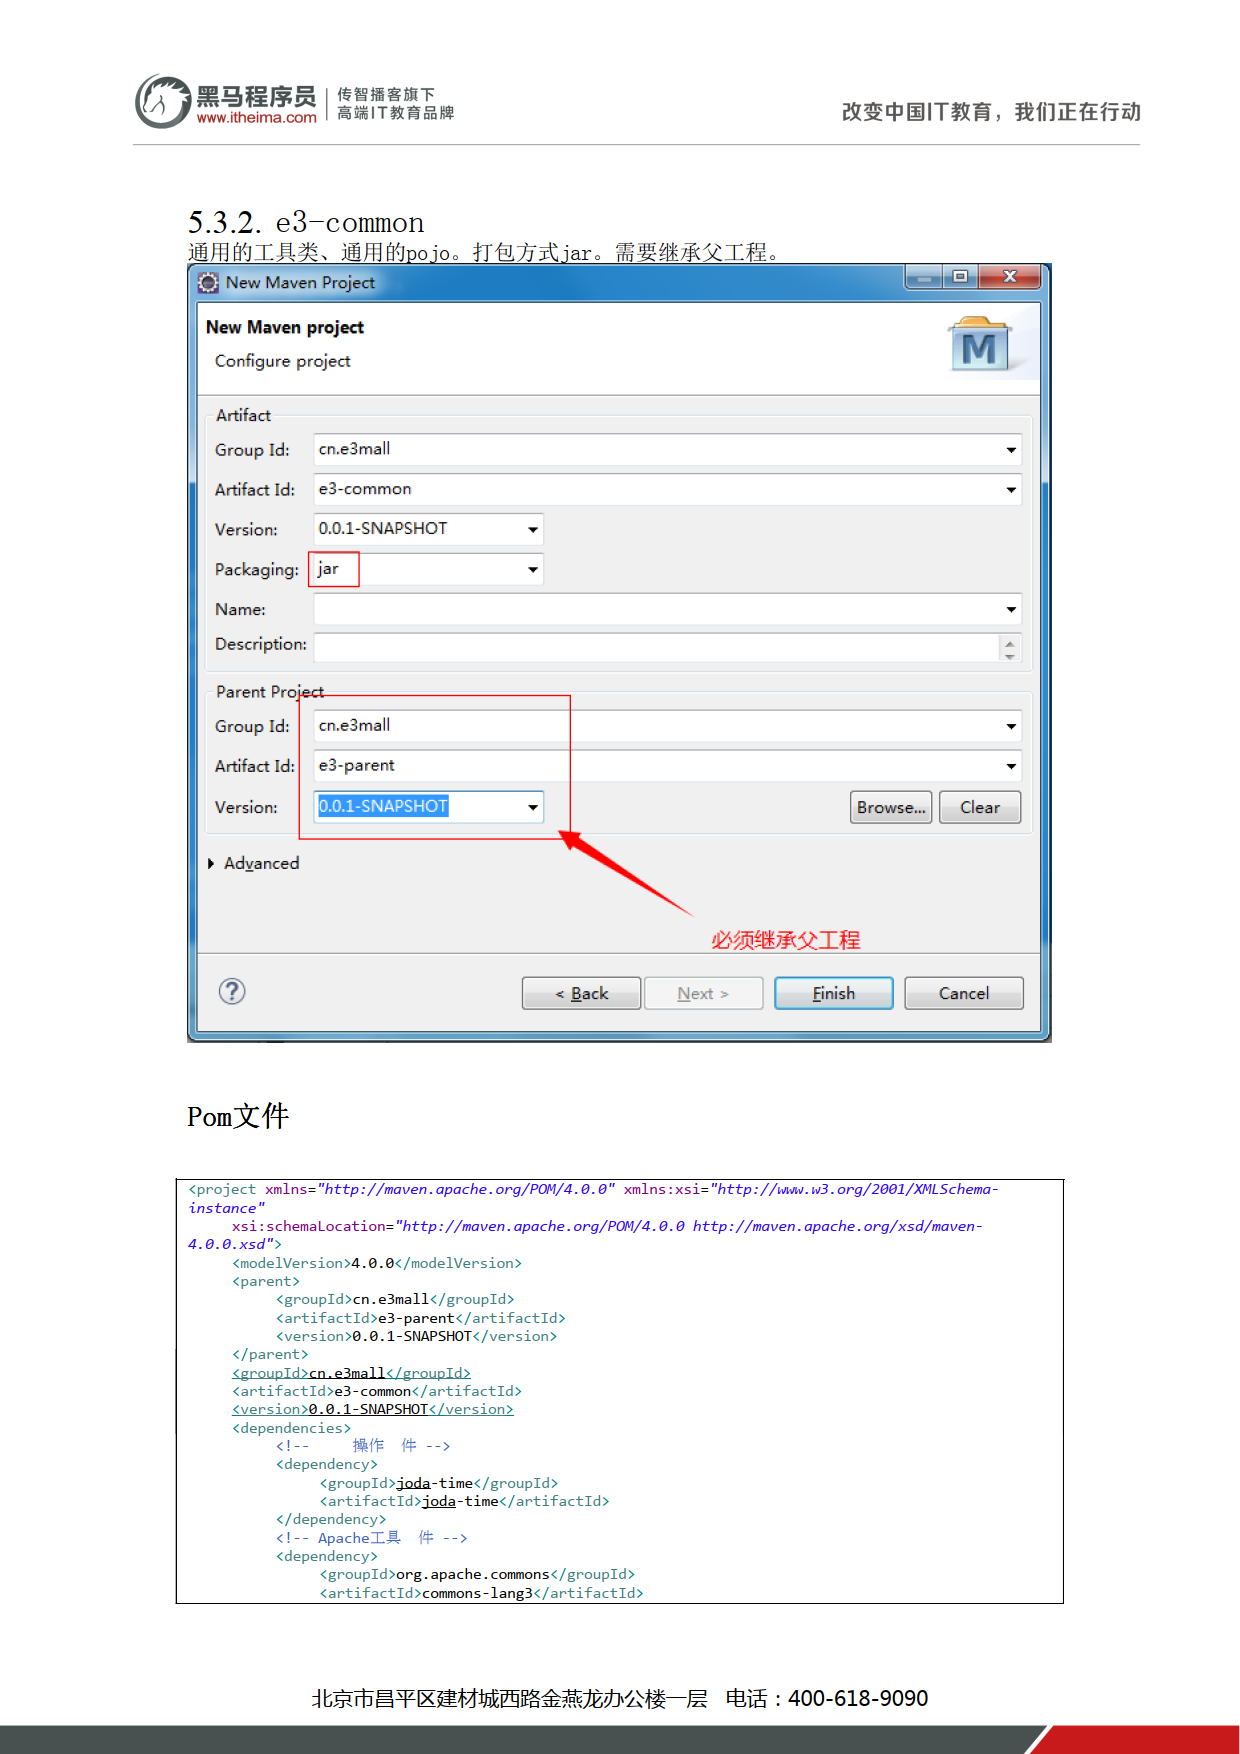 黑马程序员
www.itheima.com
传智播客旗下
高端IT教育品牌
改变中国IT教育，我们正在行动
5.3.2. e3-common
通用的工具类、通用的pojo。打包方式jar。需要继承父工程。
New Maven Project
New Maven project
Configure project
M
Artifact
Group Id: cn.e3mall
Artifact Id: e3-common
Version: 0.0.1-SNAPSHOT
Packaging: jar
Name:
Description:
Parent Project
Group Id: cn.e3mall
Artifact Id: e3-parent
Version: 0.0.1-SNAPSHOT Browse... Clear
Advanced
必须继承父工程
< Back Next > Finish Cancel
Pom文件
<project xmlns="http://maven.apache.org/POM/4.0.0" xmlns:xsi="http://www.w3.org/2001/XMLSchema-
instance"
xsi:schemaLocation="http://maven.apache.org/POM/4.0.0 http://maven.apache.org/xsd/maven-
4.0.0.xsd">
<modelVersion>4.0.0</modelVersion>
<parent>
<groupId>cn.e3mall</groupId>
<artifactId>e3-parent</artifactId>
<version>0.0.1-SNAPSHOT</version>
</parent>
<groupId>cn.e3mall</groupId>
<artifactId>e3-common</artifactId>
<version>0.0.1-SNAPSHOT</version>
<dependencies>
<!-- 操作 件 -->
<dependency>
<groupId>joda-time</groupId>
<artifactId>joda-time</artifactId>
</dependency>
<!-- Apache工具 件 -->
<dependency>
<groupId>org.apache.commons</groupId>
<artifactId>commons-lang3</artifactId>
北京市昌平区建材城西路金燕龙办公楼一层 电话：400-618-9090